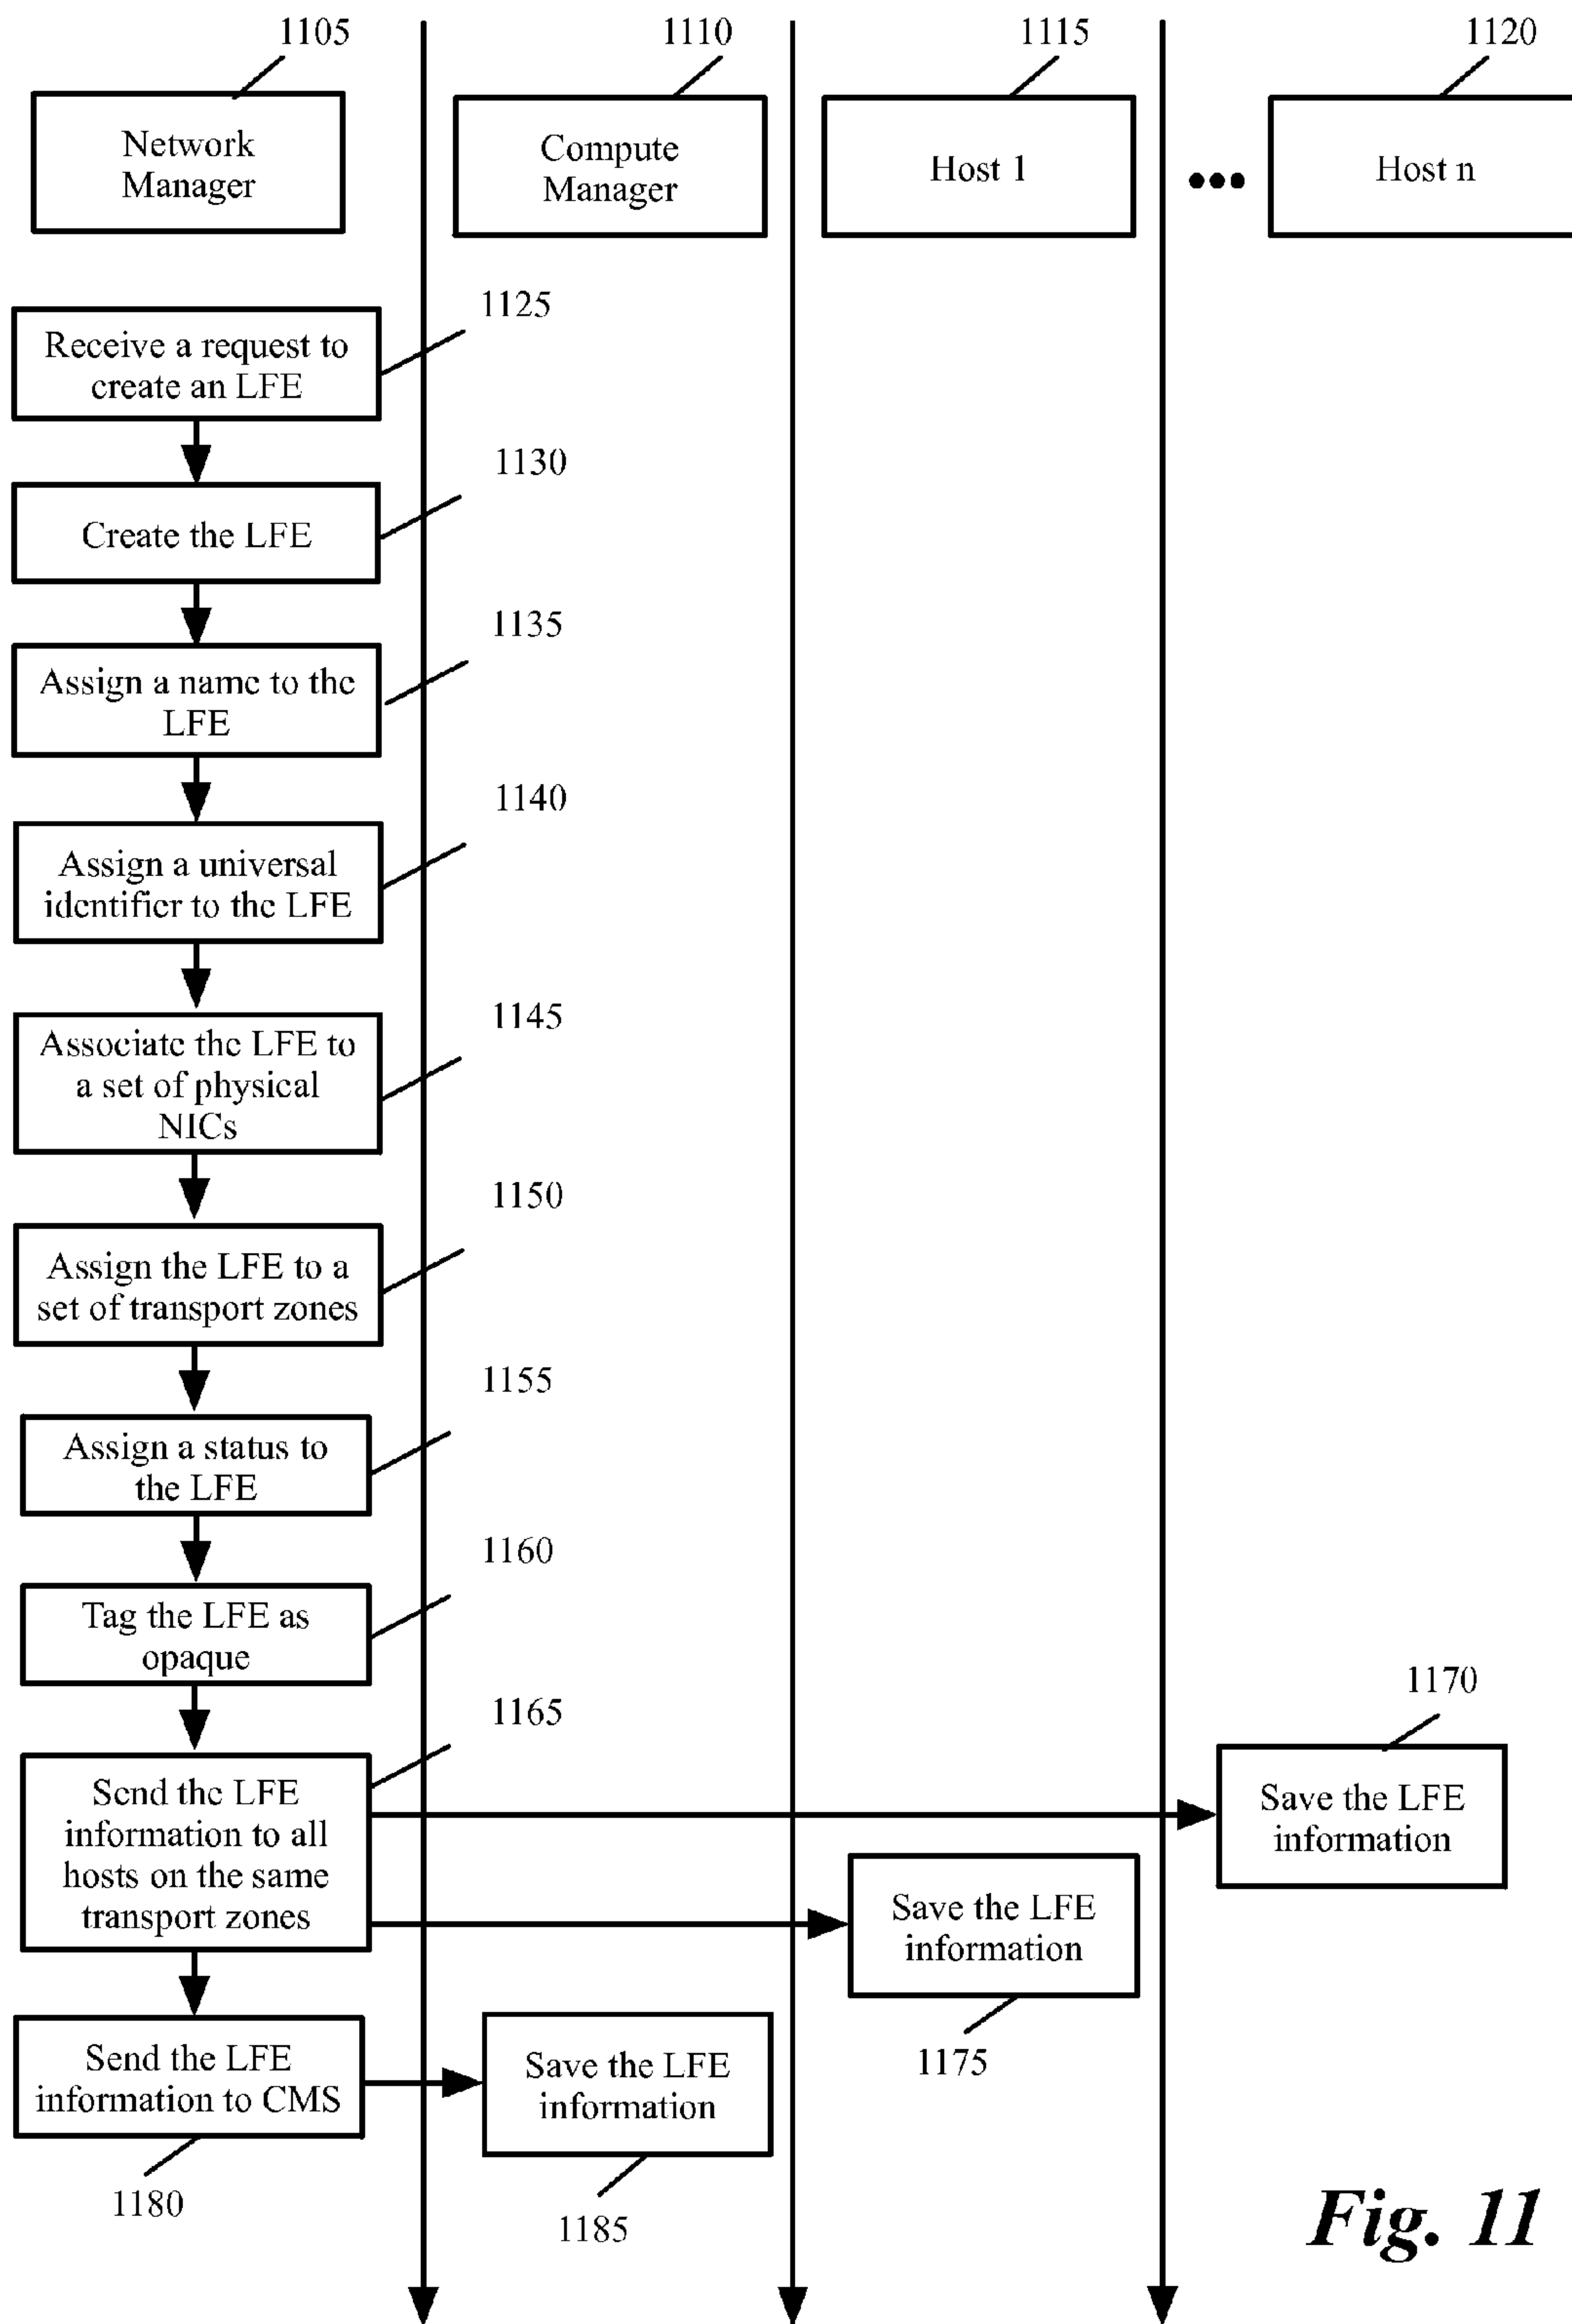 1105
1110
1115
1120
Network
Manager
Compute
Manager
Host 1
Host n
1125
Receive a request to
create an LFE
1130
Create the LFE
1135
Assign a name to the
LFE
1140
Assign a universal
identifier to the LFE
1145
Associate the LFE to
a set of physical
NICs
1150
Assign the LFE to a
set of transport zones
1155
Assign a status to
the LFE
1160
Tag the LFE as
opaque
1165
Send the LFE
information to all
hosts on the same
transport zones
1170
Save the LFE
information
Save the LFE
information
1175
Send the LFE
information to CMS
1180
Save the LFE
information
1185
Fig. 11